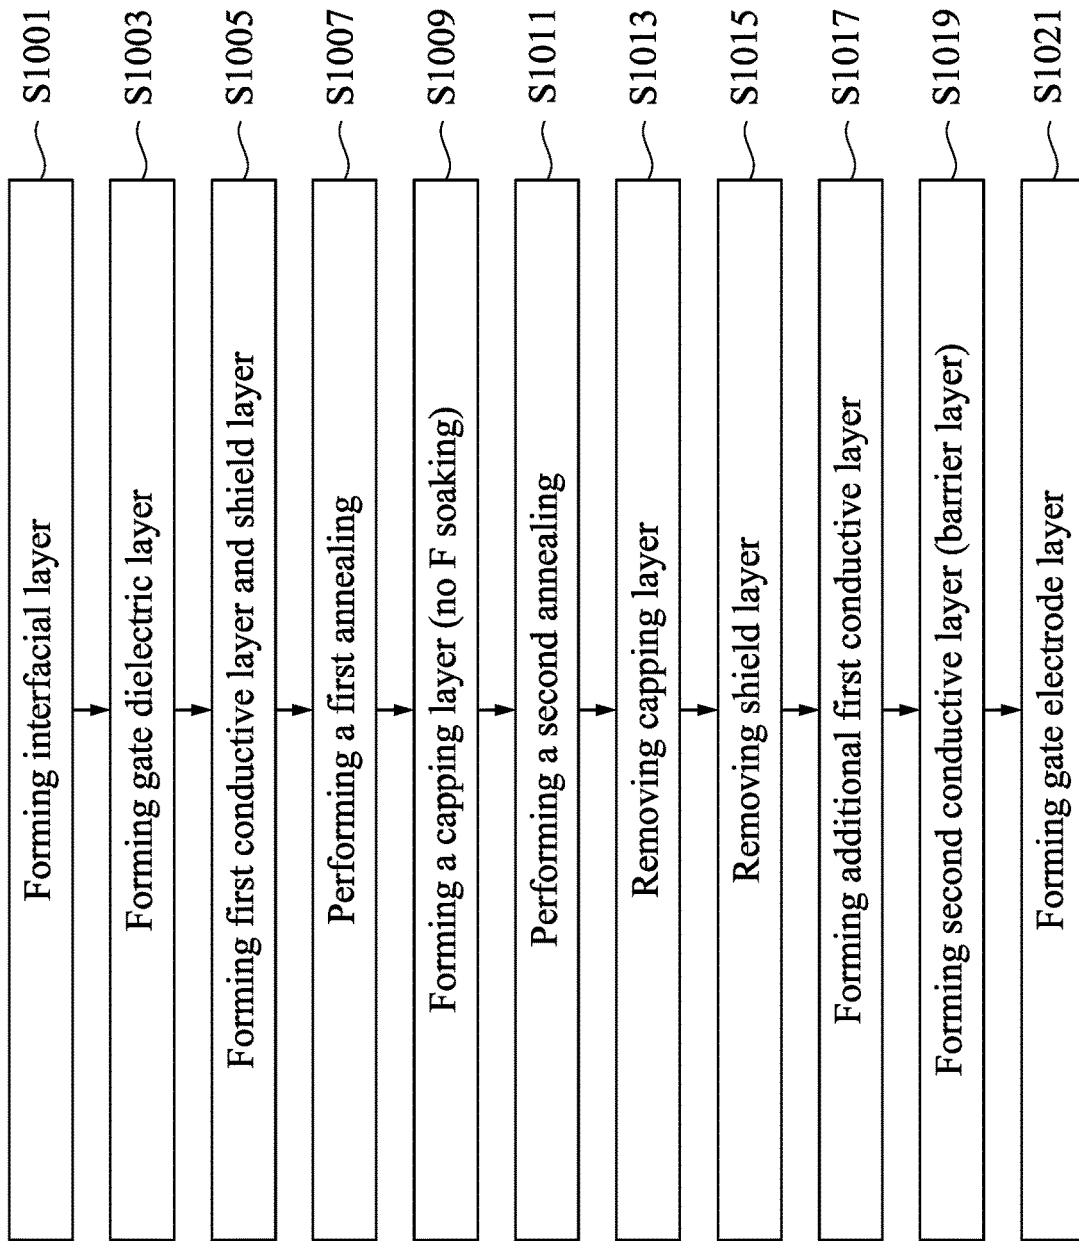 Forming interfacial layer S1001
Forming gate dielectric layer S1003
Forming first conductive layer and shield layer S1005
Performing a first annealing S1007
Forming a capping layer (no F soaking) S1009
Performing a second annealing S1011
Removing capping layer S1013
Removing shield layer S1015
Forming additional first conductive layer S1017
Forming second conductive layer (barrier layer) S1019
Forming gate electrode layer S1021